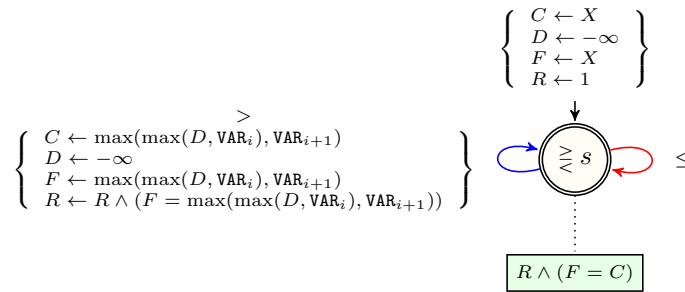 C ← X
D ← −∞
F ← X
R ← 1
>
C ← max(max(D, VAR_i), VAR_{i+1})
D ← −∞
F ← max(max(D, VAR_i), VAR_{i+1})
R ← R ∧ (F = max(max(D, VAR_i), VAR_{i+1}))
≥
=
< s
≤
R ∧ (F = C)